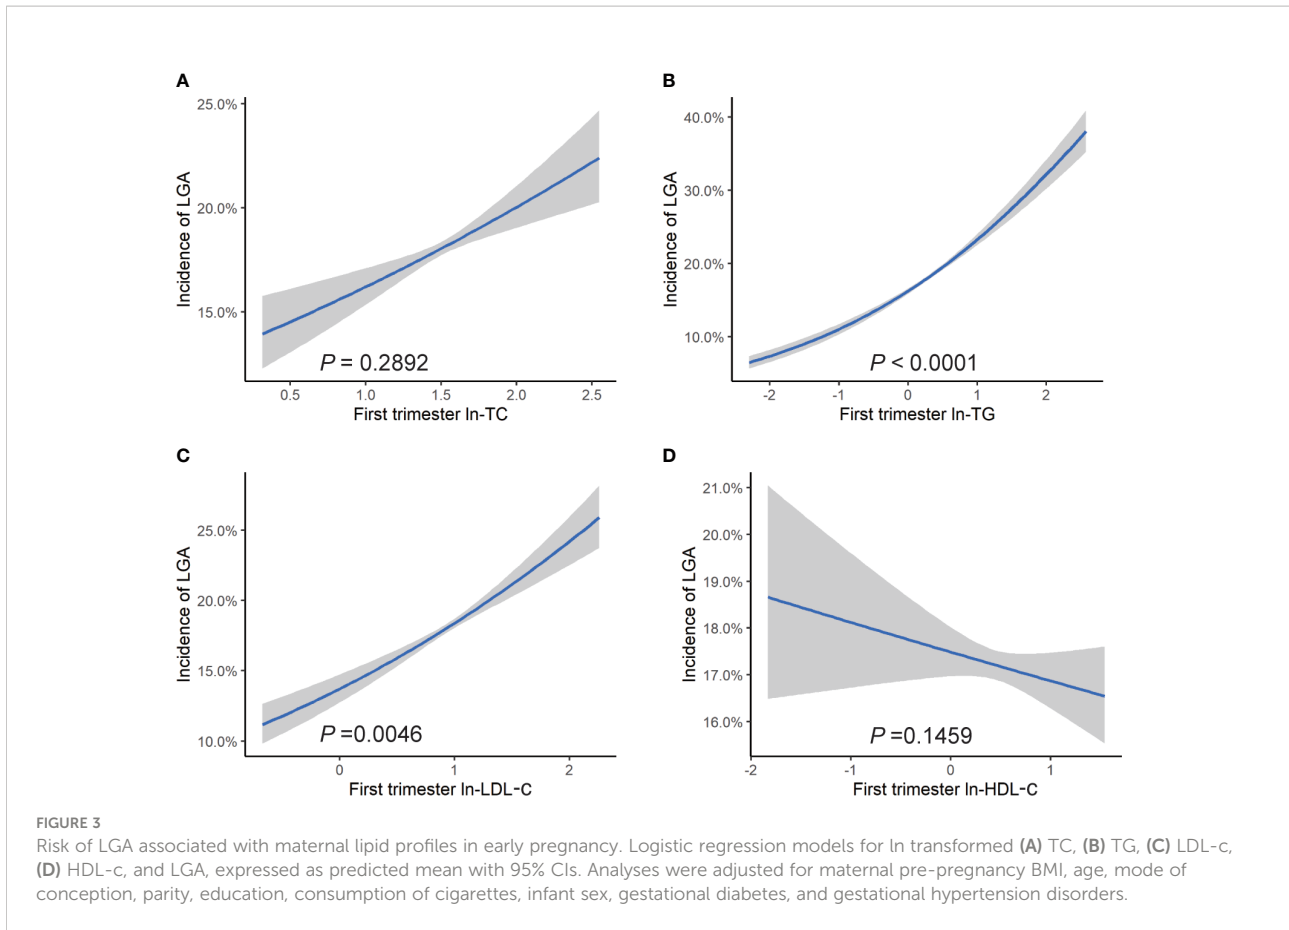 A
25.0%
20.0%
15.0%
Incidence of LGA
P = 0.2892
0.5 1.0 1.5 2.0 2.5
First trimester ln-TC
B
40.0%
30.0%
20.0%
10.0%
Incidence of LGA
P < 0.0001
-2 -1 0 1 2
First trimester ln-TG
C
25.0%
20.0%
15.0%
10.0%
Incidence of LGA
P =0.0046
0 1 2
First trimester ln-LDL-C
D
21.0%
20.0%
19.0%
18.0%
17.0%
16.0%
Incidence of LGA
P =0.1459
-2 -1 0 1
First trimester ln-HDL-C
FIGURE 3
Risk of LGA associated with maternal lipid profiles in early pregnancy. Logistic regression models for ln transformed (A) TC, (B) TG, (C) LDL-c,
(D) HDL-c, and LGA, expressed as predicted mean with 95% CIs. Analyses were adjusted for maternal pre-pregnancy BMI, age, mode of
conception, parity, education, consumption of cigarettes, infant sex, gestational diabetes, and gestational hypertension disorders.